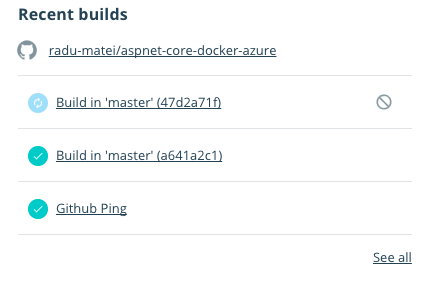 Recent builds
radu-matei/aspnet-core-docker-azure
Build in 'master' (47d2a71f)
Build in 'master' (a641a2c1)
Github Ping
See all